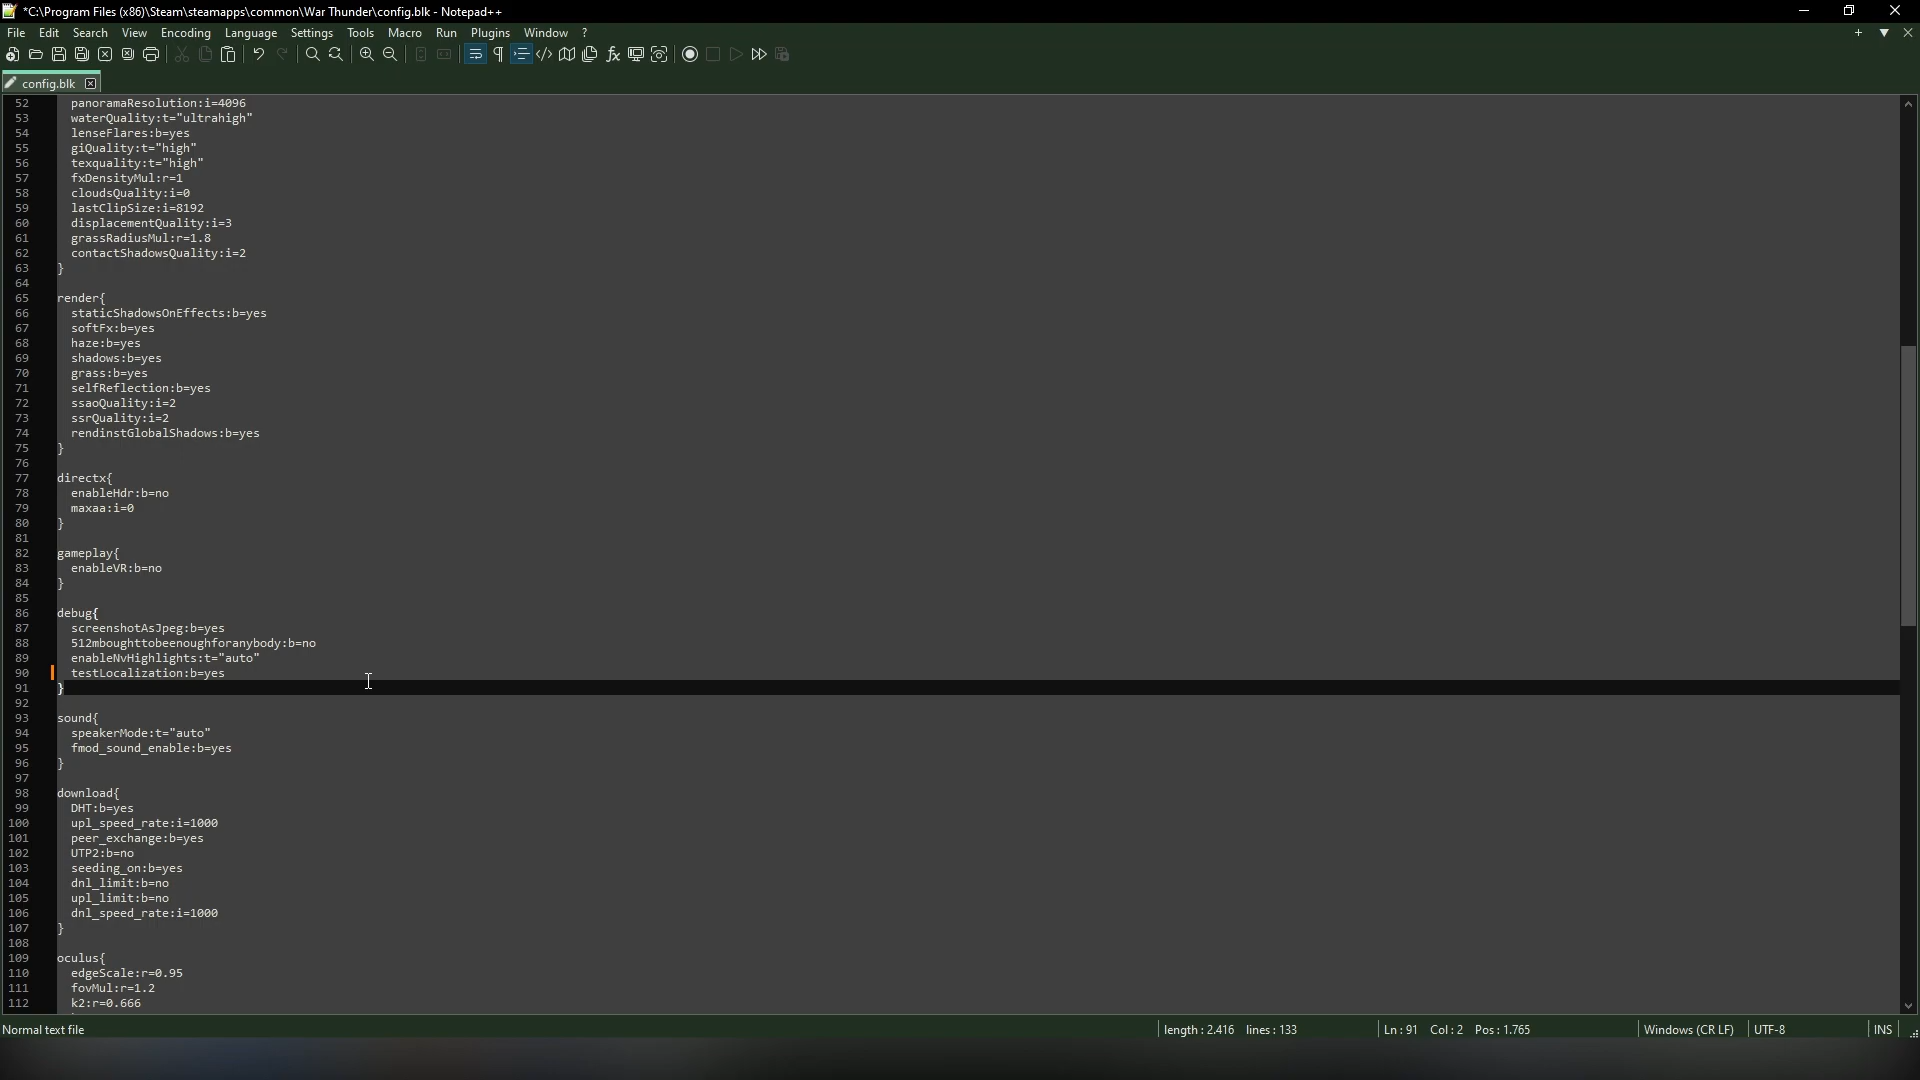 *C:\Program Files (x86)\Steam\steamapps\common\War Thunder\config.blk - Notepad++
File Edit Search View Encoding Language Settings Tools Macro Run Plugins Window ?
config.blk
52 panoramaResolution:i=4096
53 waterQuality:t="ultrahigh"
54 lenseFlares:b=yes
55 giQuality:t="high"
56 texquality:t="high"
57 fxDensityMul:r=1
58 cloudsQuality:i=0
59 lastClipSize:i=8192
60 displacementQuality:i=3
61 grassRadiusMul:r=1.8
62 contactShadowsQuality:i=2
63 }
64
65 render{
66 staticShadowsOnEffects:b=yes
67 softFx:b=yes
68 haze:b=yes
69 shadows:b=yes
70 grass:b=yes
71 selfReflection:b=yes
72 ssaoQuality:i=2
73 ssrQuality:i=2
74 rendinstGlobalShadows:b=yes
75 }
76
77 directx{
78 enableHdr:b=no
79 maxaa:i=0
80 }
81
82 gameplay{
83 enableVR:b=no
84 }
85
86 debug{
87 screenshotAsJpeg:b=yes
88 512mboughttobeenoughforanybody:b=no
89 enableNvHighlights:t="auto"
90 testLocalization:b=yes
91 }
92
93 sound{
94 speakerMode:t="auto"
95 fmod_sound_enable:b=yes
96 }
97
98 download{
99 DHT:b=yes
100 upl_speed_rate:i=1000
101 peer_exchange:b=yes
102 UTP2:b=no
103 seeding_on:b=yes
104 dnl_limit:b=no
105 upl_limit:b=no
106 dnl_speed_rate:i=1000
107 }
108
109 oculus{
110 edgeScale:r=0.95
111 fovMul:r=1.2
112 k2:r=0.666
Normal text file length : 2.416 lines : 133 Ln : 91 Col : 2 Pos : 1.765 Windows (CR LF) UTF-8 INS